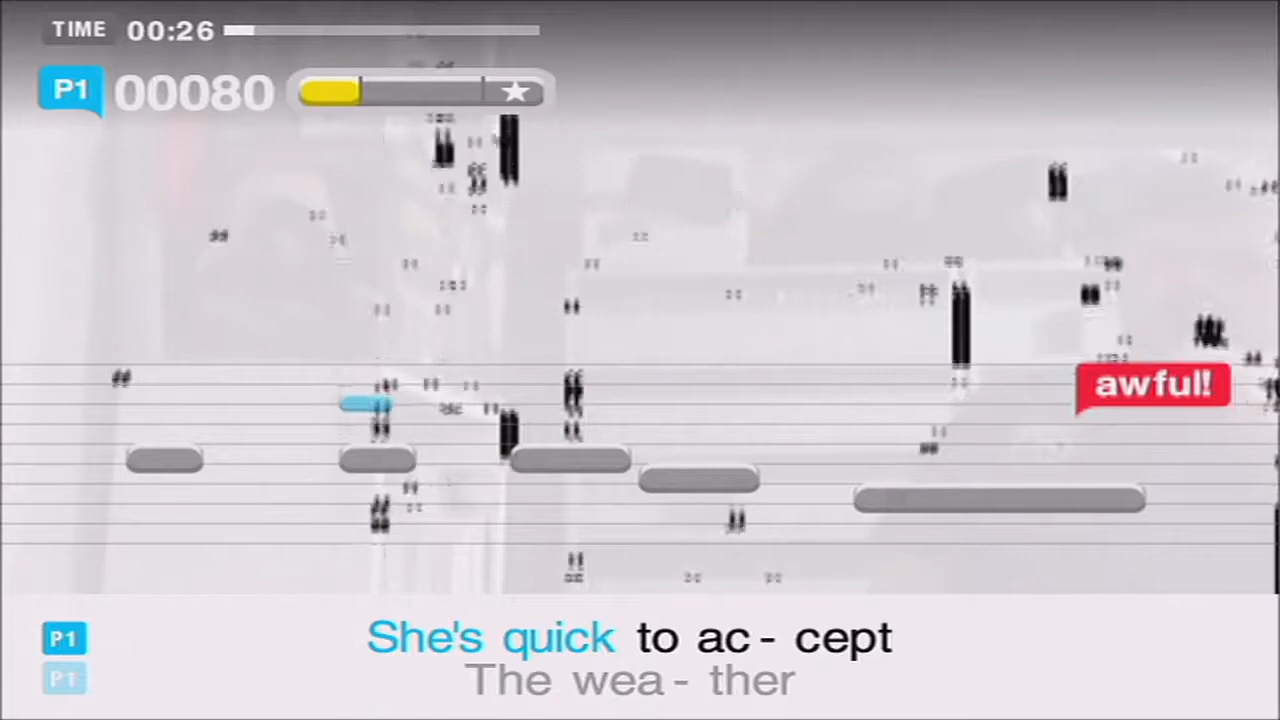 TIME 00:26
P1 00080
awful!
P1 She's quick to ac - cept
P1 The wea - ther